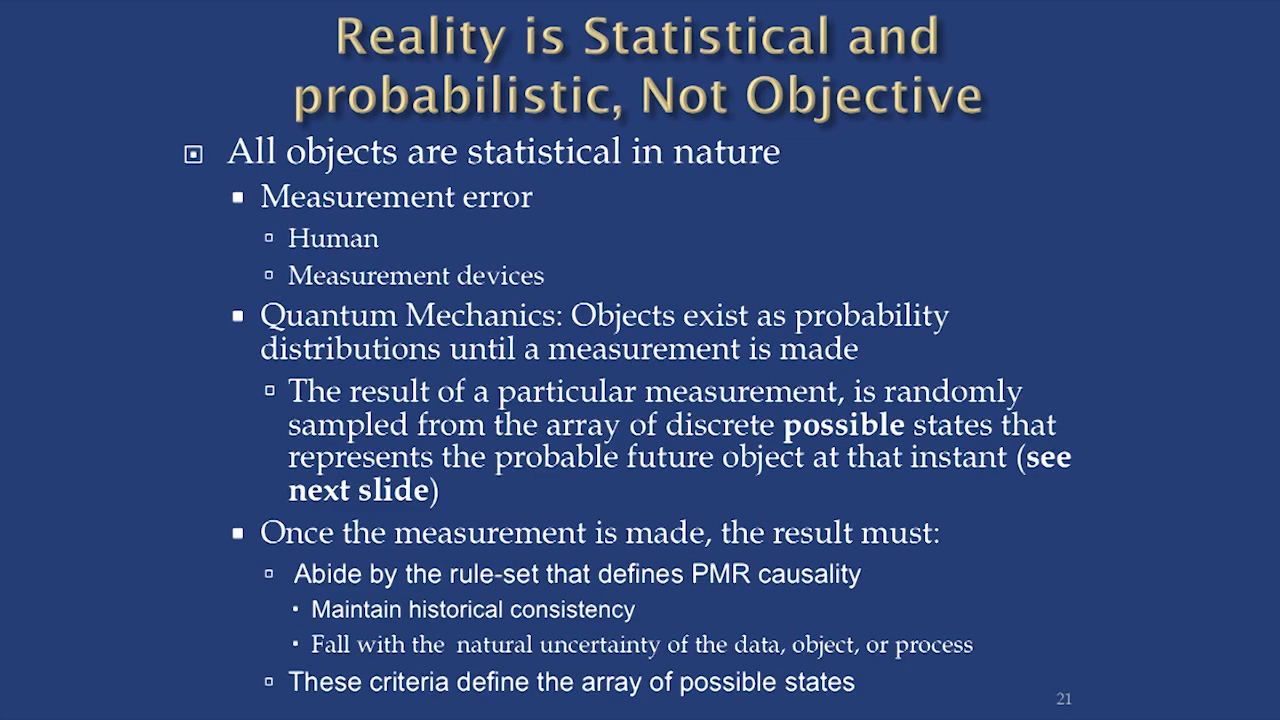 Reality is Statistical and
probabilistic, Not Objective
All objects are statistical in nature
Measurement error
Human
Measurement devices
Quantum Mechanics: Objects exist as probability
distributions until a measurement is made
The result of a particular measurement, is randomly
sampled from the array of discrete possible states that
represents the probable future object at that instant (see
next slide)
Once the measurement is made, the result must:
Abide by the rule-set that defines PMR causality
Maintain historical consistency
Fall with the natural uncertainty of the data, object, or process
These criteria define the array of possible states
21